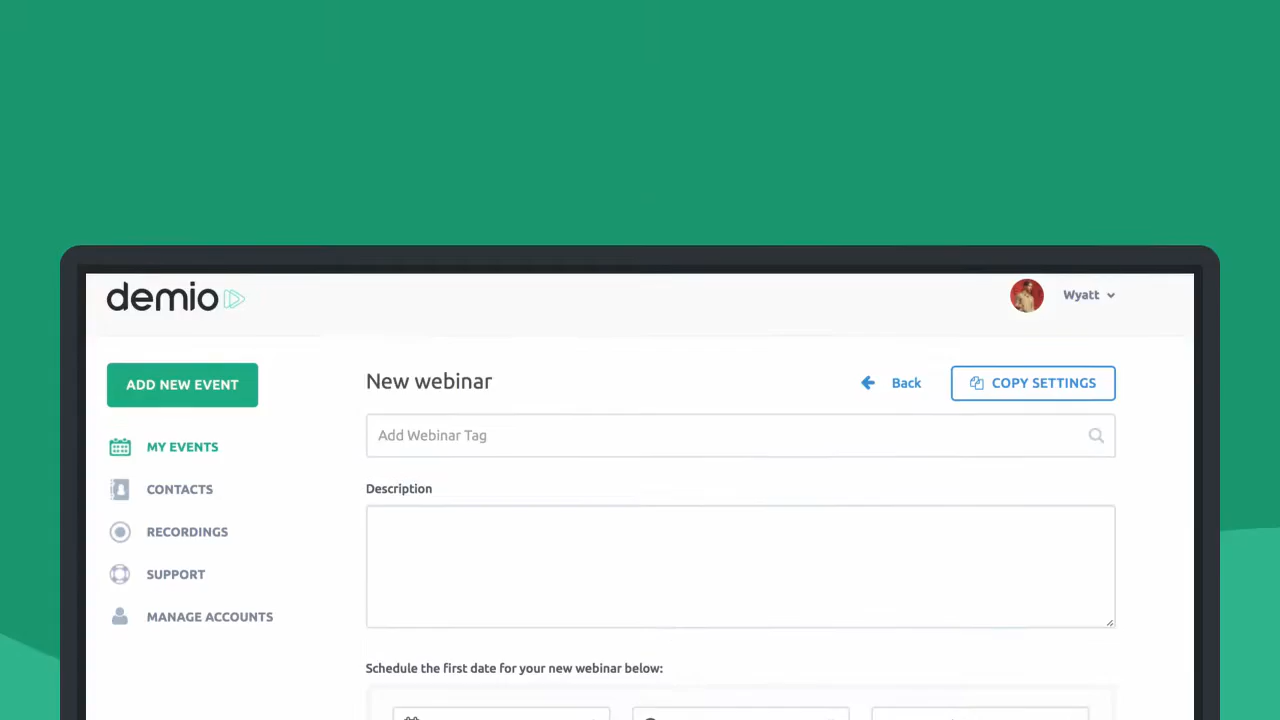 demio
Wyatt
ADD NEW EVENT
New webinar
Back
COPY SETTINGS
Add Webinar Tag
MY EVENTS
CONTACTS
Description
RECORDINGS
SUPPORT
MANAGE ACCOUNTS
Schedule the first date for your new webinar below: